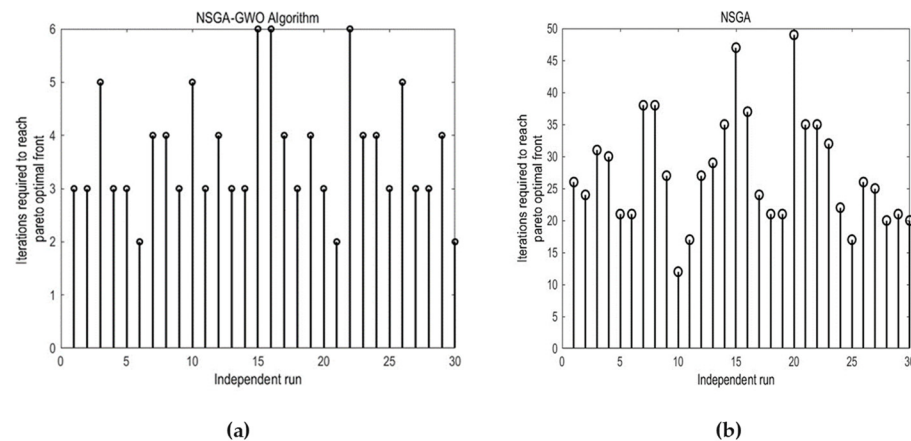 NSGA-GWO Algorithm
6
5
4
3
2
1
0
Iterations required to reach
pareto optimal front
0 5 10 15 20 25 30
Independent run
(a)
NSGA
50
45
40
35
30
25
20
15
10
5
0
Iterations required to reach
pareto optimal front
0 5 10 15 20 25 30
Independent run
(b)